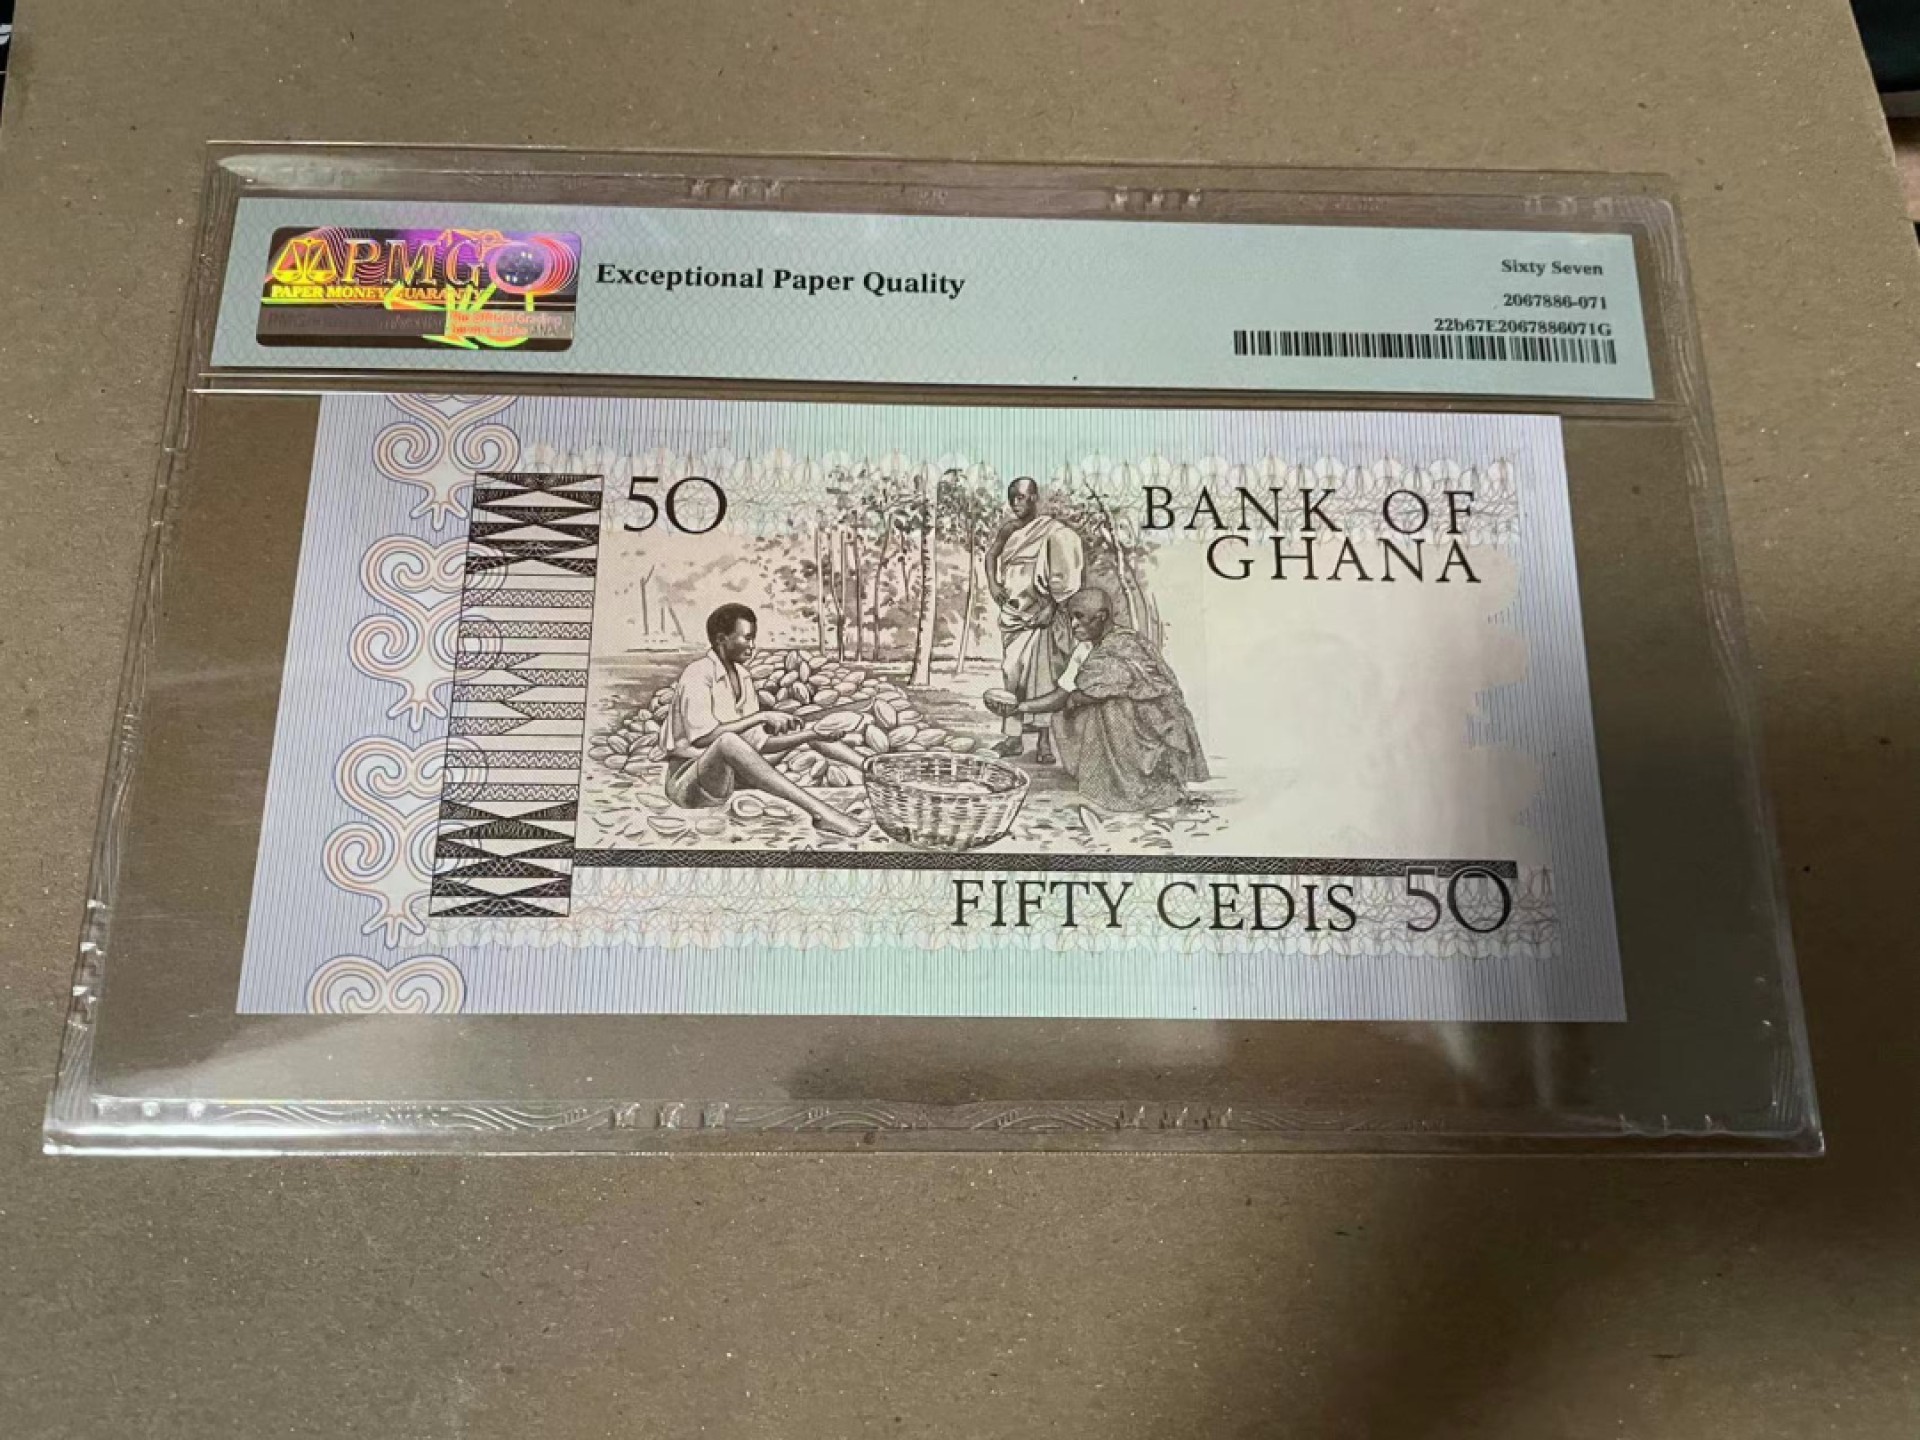 PMG
PAPER MONEY GUARANTY
Exceptional Paper Quality
Sixty Seven
2067886-071
22b67E2067886071G
50
BANK OF
GHANA
FIFTY CEDIS 50